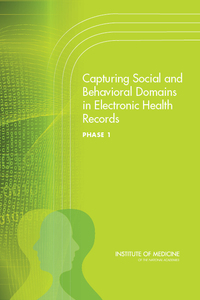 Capturing Social and
Behavioral Domains
in Electronic Health
Records
PHASE 1
INSTITUTE OF MEDICINE
OF THE NATIONAL ACADEMIES